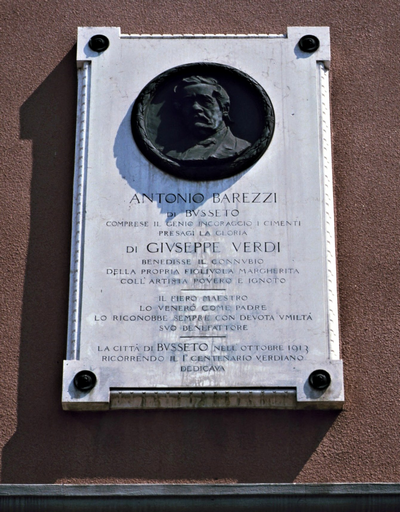 ANTONIO BAREZZI
DI BVSSETO
COMPRESE IL GENIO INCORAGGIÒ I CIMENTI
PRESAGÌ LA GLORIA
DI GIVSEPPE VERDI
BENEDISSE IL CONNVBIO
DELLA PROPRIA FIGLIVOLA MARGHERITA
COLL'ARTISTA POVERO E IGNOTO
IL FIERO MAESTRO
LO VENERÒ COME PADRE
LO RICONOBBE SEMPRE CON DEVOTA VMILTÀ
SVO BENEFATTORE
LA CITTÀ DI BVSSETO NELL'OTTOBRE 1913
RICORRENDO IL I° CENTENARIO VERDIANO
DEDICAVA